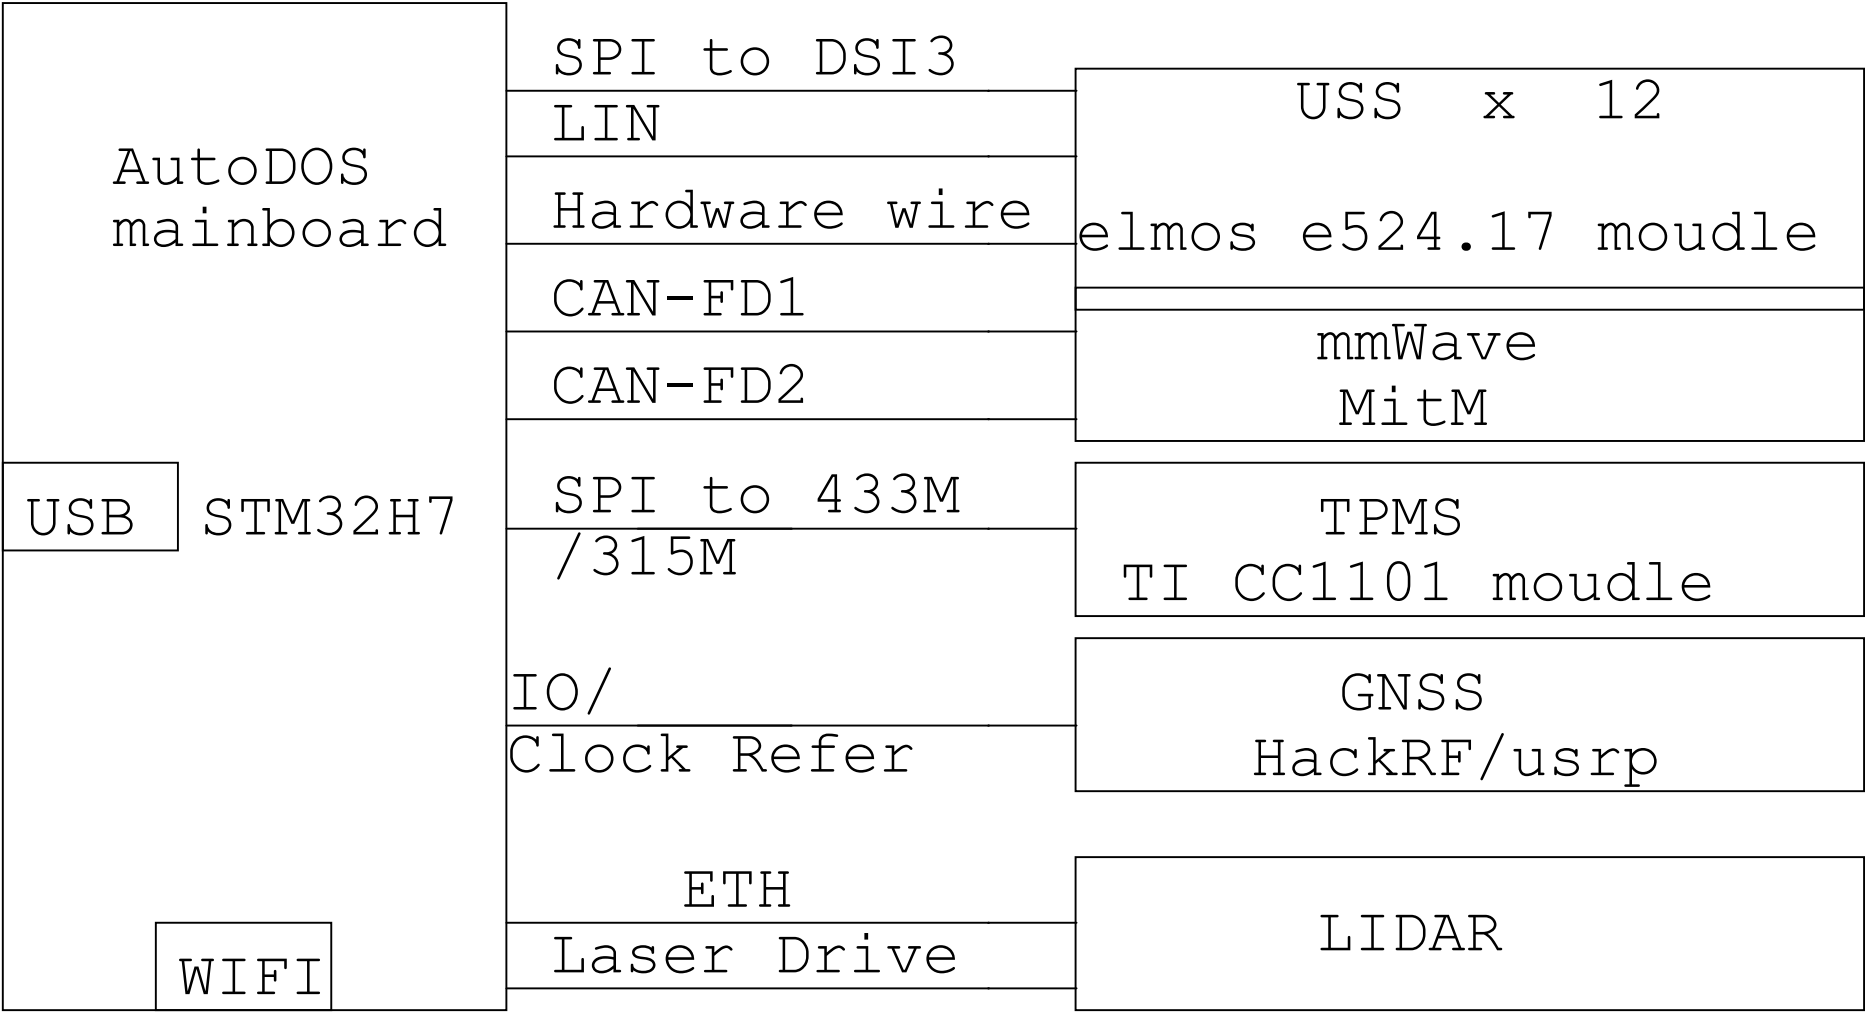 AutoDOS
mainboard
USB
STM32H7
WIFI
SPI to DSI3
LIN
Hardware wire
CAN-FD1
CAN-FD2
SPI to 433M
/315M
IO/
Clock Refer
ETH
Laser Drive
USS x 12
elmos e524.17 moudle
mmWave
MitM
TPMS
TI CC1101 moudle
GNSS
HackRF/usrp
LIDAR